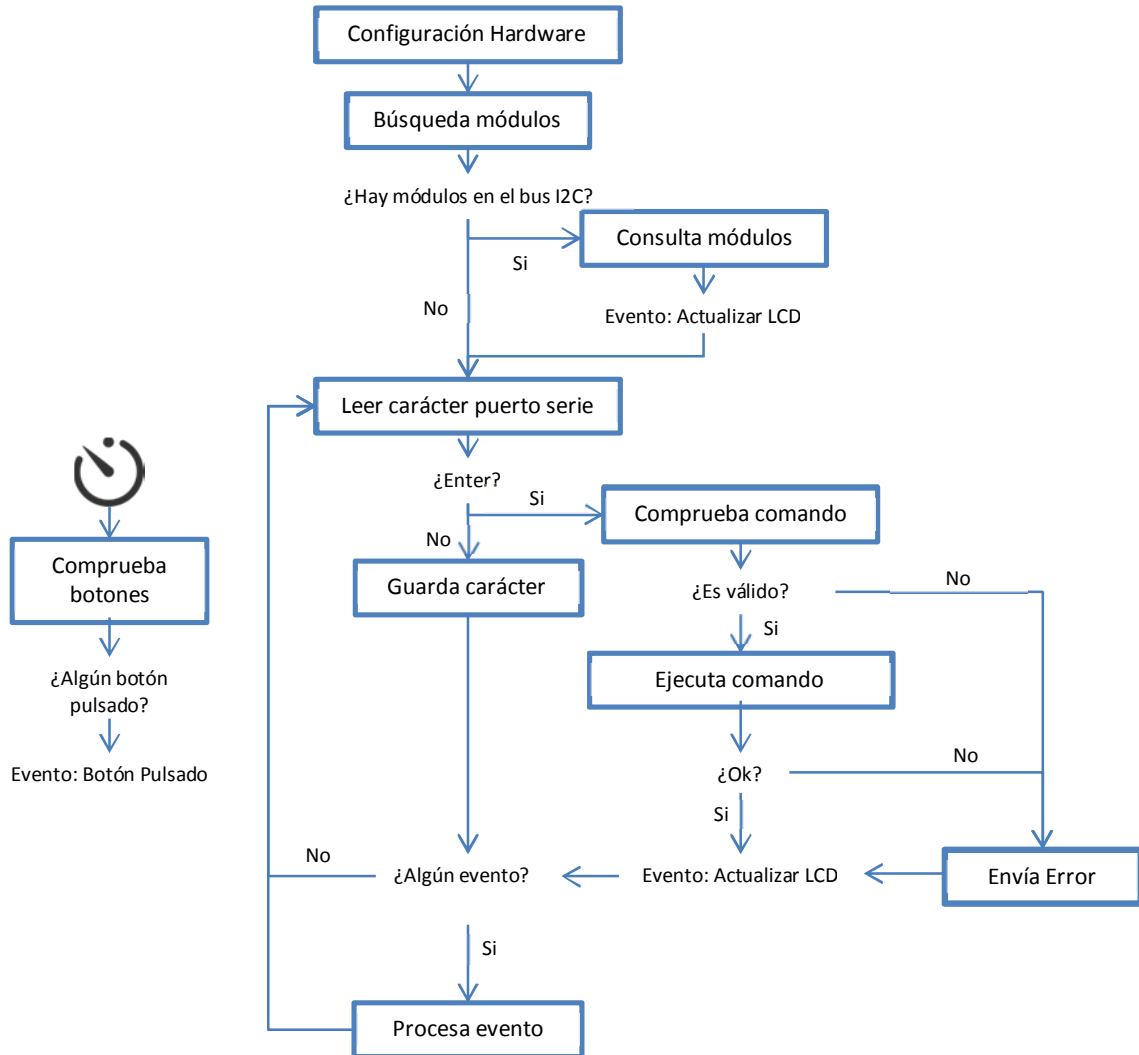 Configuración Hardware
Búsqueda módulos
¿Hay módulos en el bus I2C?
Consulta módulos
Si
No
Evento: Actualizar LCD
Leer carácter puerto serie
¿Enter?
Si
Comprueba comando
No
Comprueba
botones
Guarda carácter
¿Es válido?
No
Si
Ejecuta comando
¿Algún botón
pulsado?
Evento: Botón Pulsado
¿Ok?
No
Si
No
¿Algún evento?
Evento: Actualizar LCD
Envía Error
Si
Procesa evento